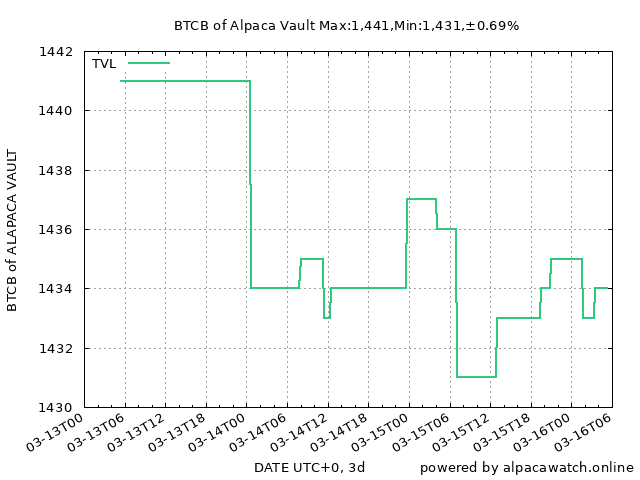 BTCB of Alpaca Vault Max:1,441,Min:1,431,±0.69%
TVL
1442
1440
1438
1436
1434
1432
1430
BTCB of ALAPACA VAULT
03-13T00
03-13T06
03-13T12
03-13T18
03-14T00
03-14T06
03-14T12
03-14T18
03-15T00
03-15T06
03-15T12
03-15T18
03-16T00
03-16T06
DATE UTC+0, 3d
powered by alpacawatch.online